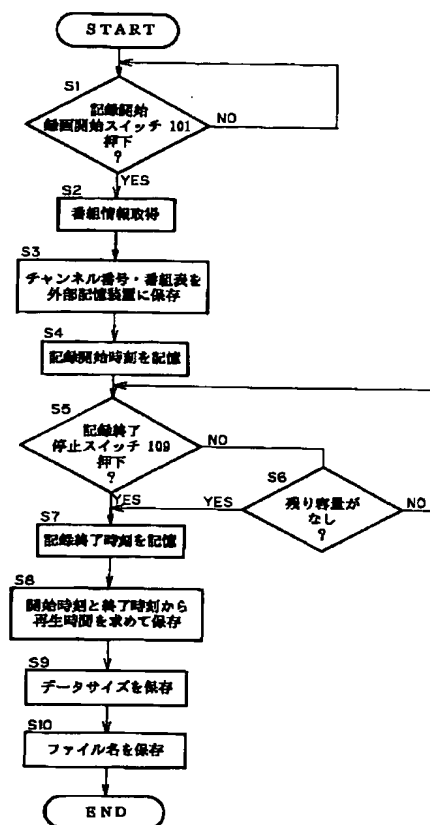 START
S1
記録開始
録画開始スイッチ 101
押下
?
NO
YES
S2
番組情報取得
S3
チャンネル番号・番組表を
外部記憶装置に保存
S4
記録開始時刻を記憶
S5
記録終了
停止スイッチ 109
押下
?
NO
YES
S6
残り容量が
なし
?
YES
NO
S7
記録終了時刻を記憶
S8
開始時刻と終了時刻から
再生時間を求めて保存
S9
データサイズを保存
S10
ファイル名を保存
END